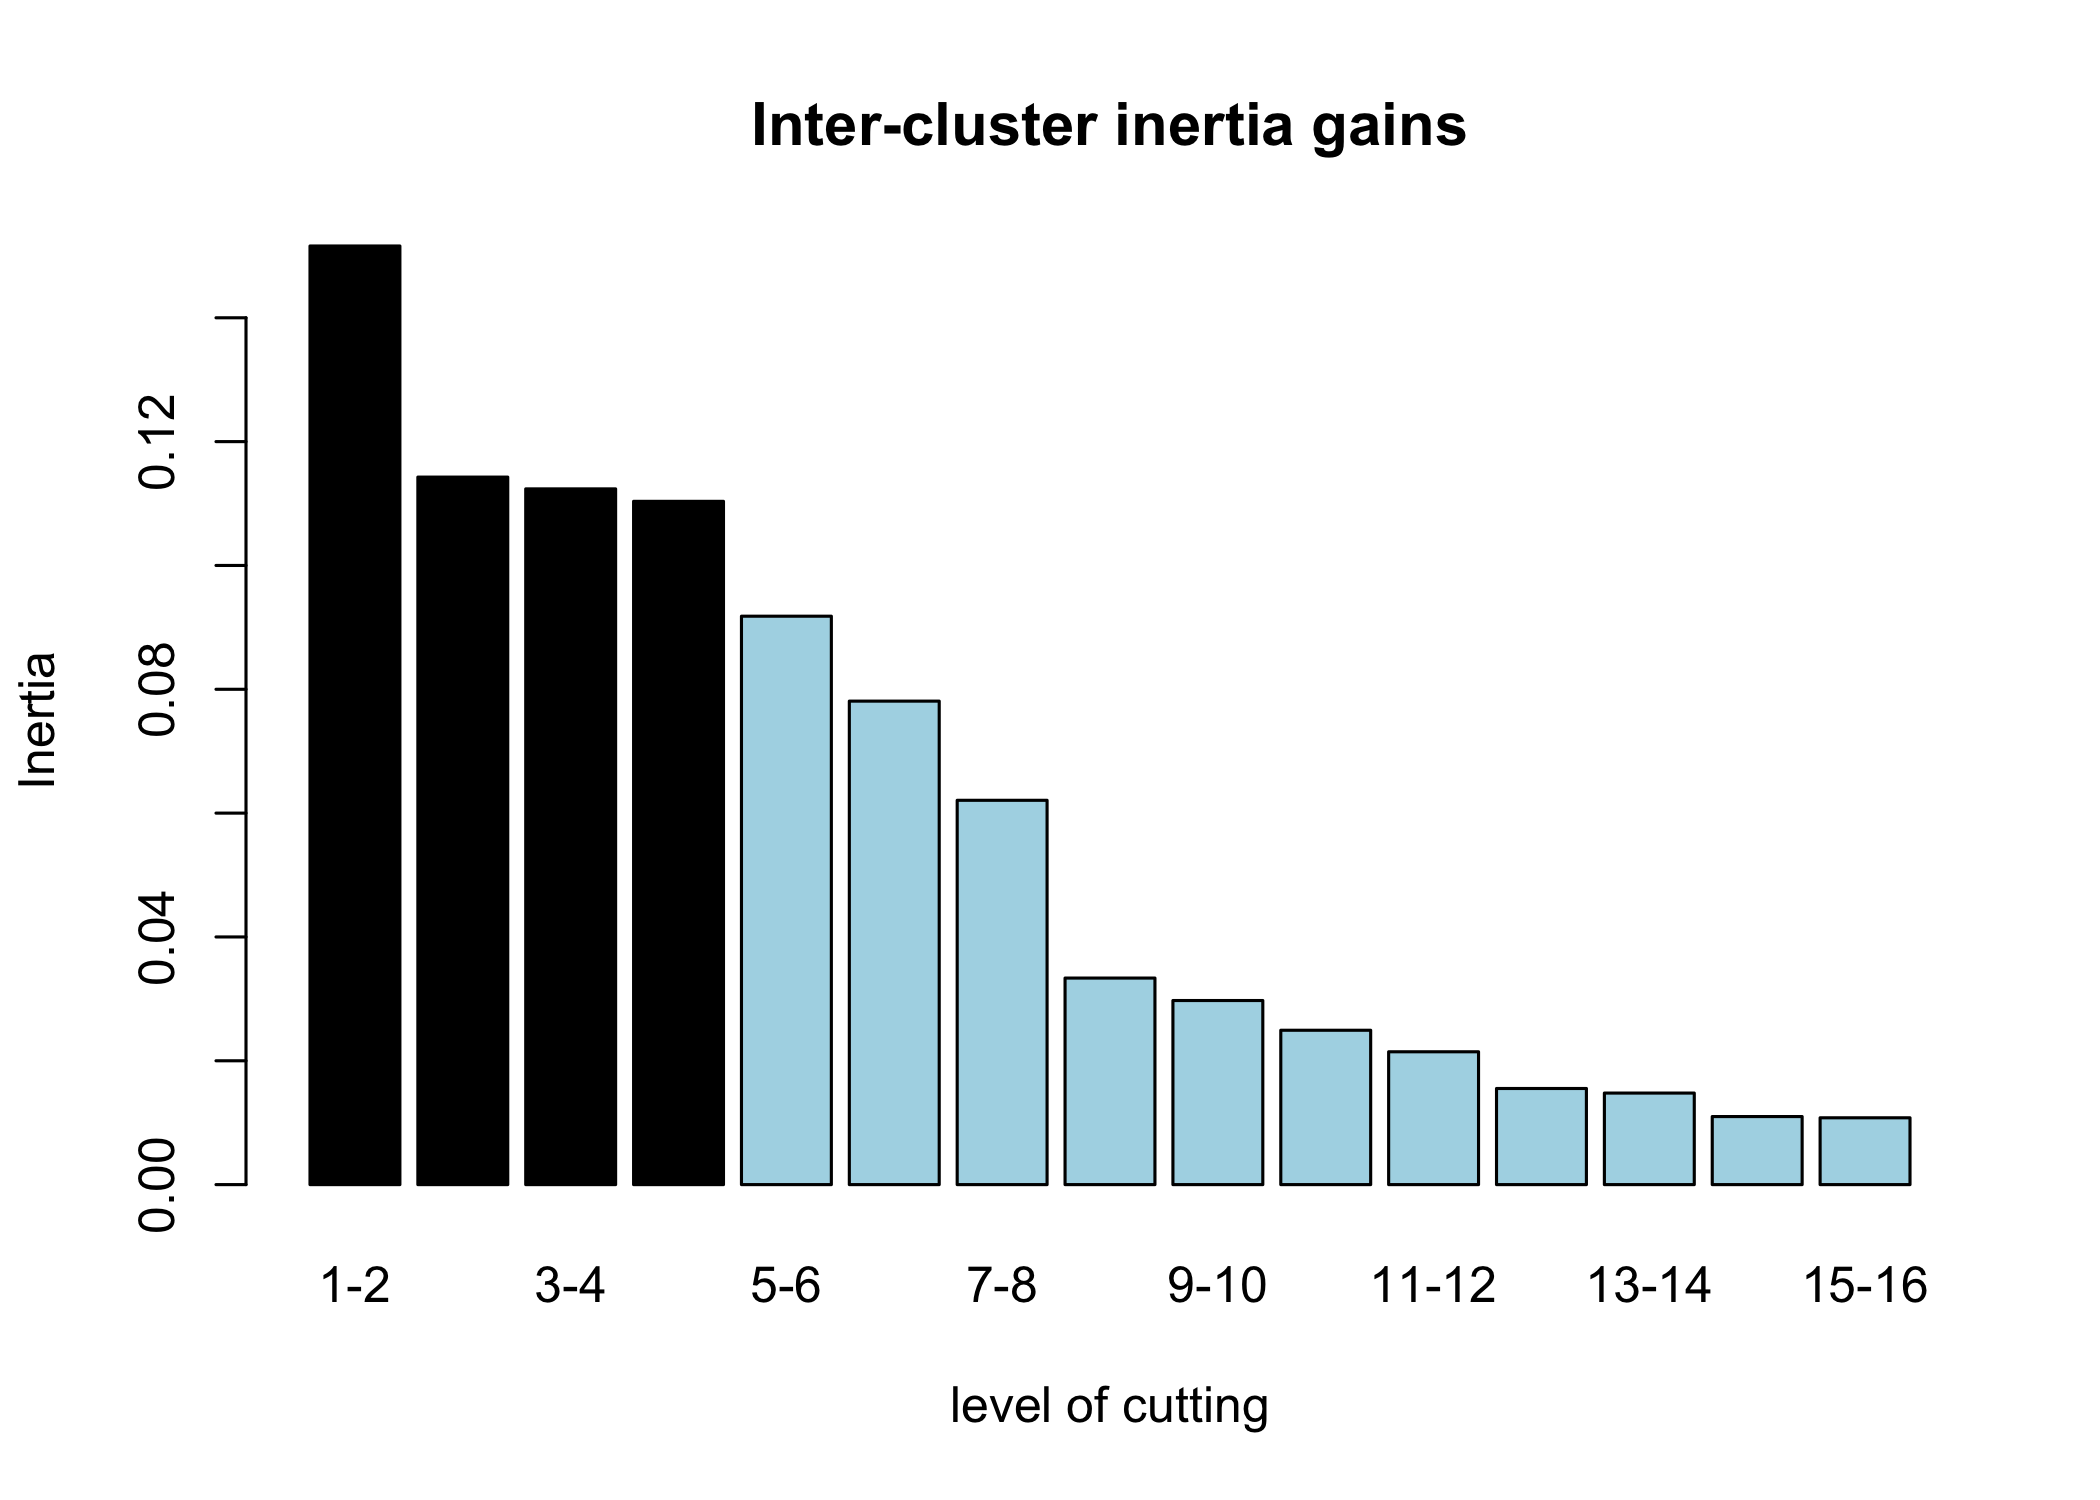 Inter-cluster inertia gains
Inertia
0.12
0.08
0.04
0.00
1-2 3-4 5-6 7-8 9-10 11-12 13-14 15-16
level of cutting